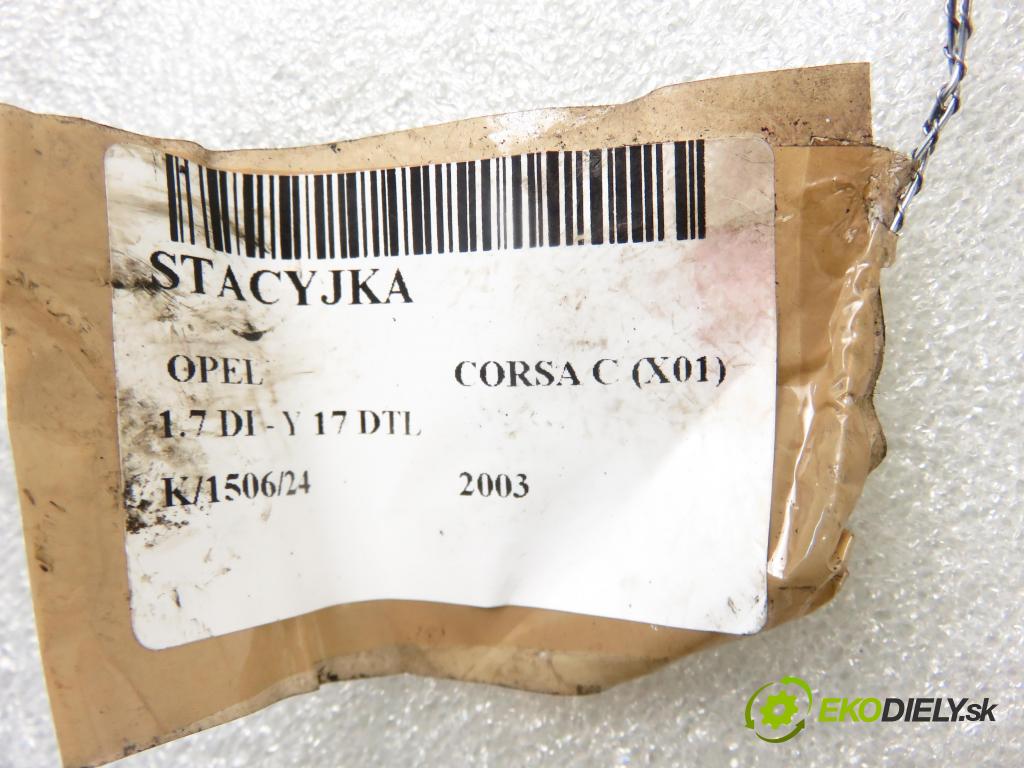 STACYJKA
OPEL CORSA C (X01)
1.7 DI - Y 17 DTL
K/1506/24 2003
EKODIELY.sk